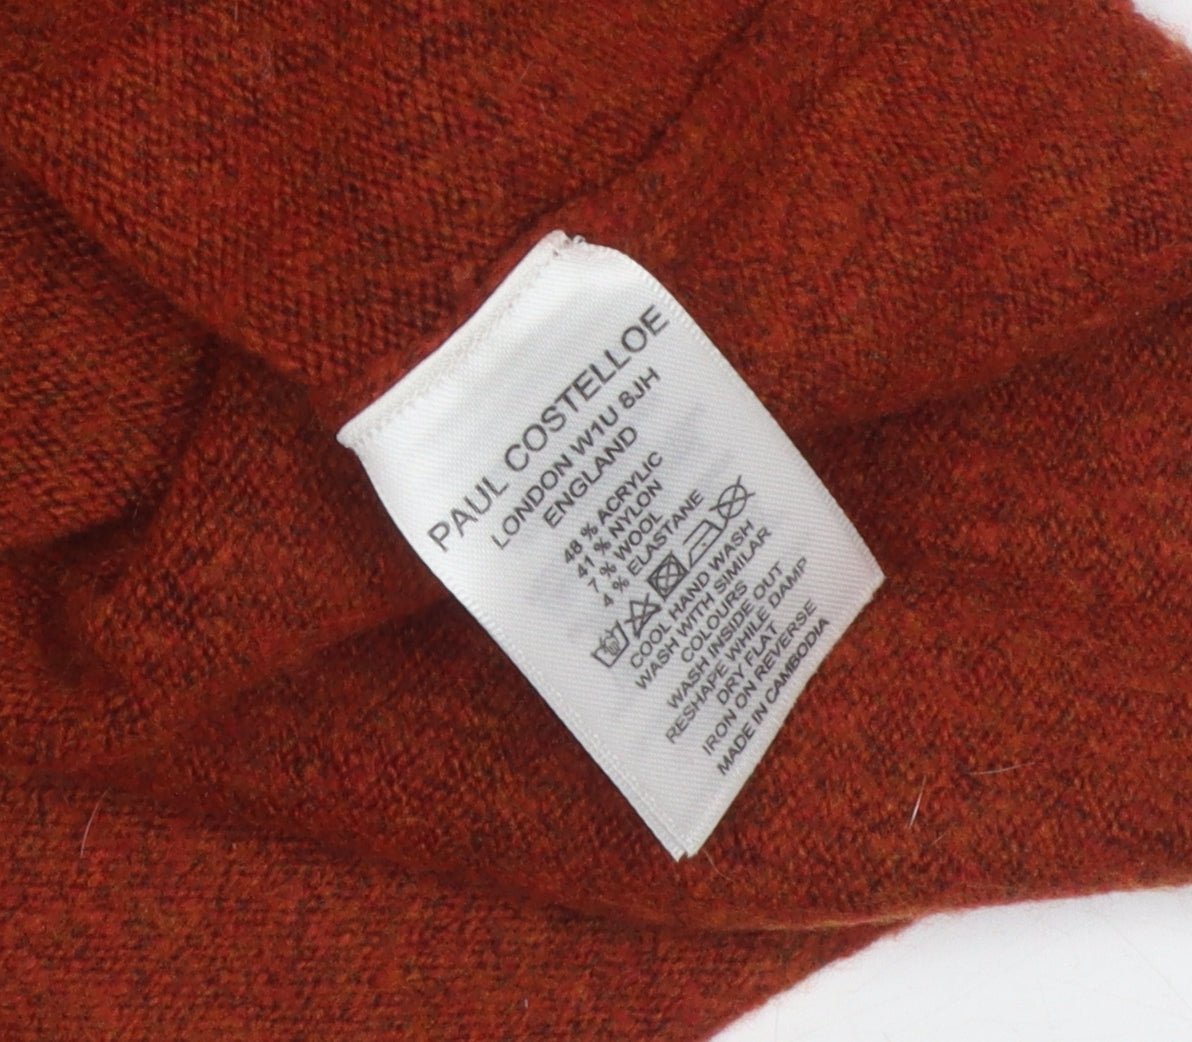 PAUL COSTELLOE
LONDON W1U 8JH
ENGLAND
48 % ACRYLIC
41 % NYLON
7 % WOOL
4 % ELASTANE
COOL HAND WASH
WASH WITH SIMILAR
COLOURS
WASH INSIDE OUT
RESHAPE WHILE DAMP
DRY FLAT
IRON ON REVERSE
MADE IN CAMBODIA